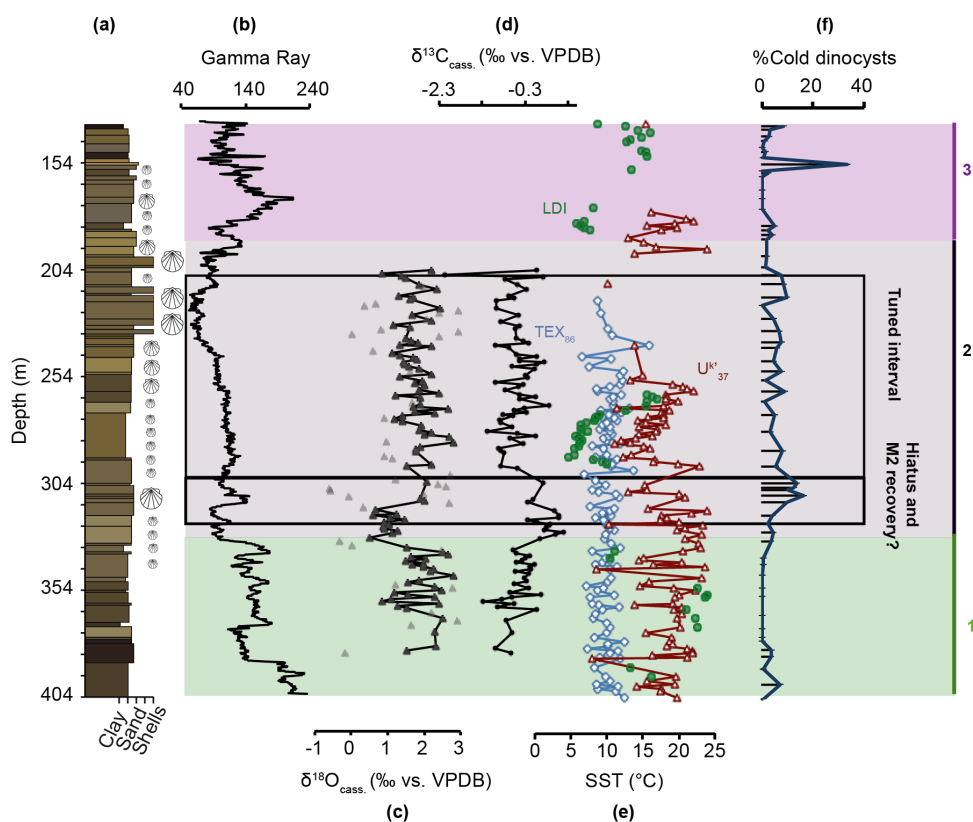 (a)
(b)
(d)
(f)
Gamma Ray
δ13Ccass. (‰ vs. VPDB)
%Cold dinocysts
40 140 240
-2.3 -0.3
0 20 40
154
204
254
304
354
404
Depth (m)
LDI
TEX86
Uk'37
3
2
1
Tuned interval
Hiatus and
M2 recovery?
Clay
Sand
Shells
-1 0 1 2 3
δ18Ocass. (‰ vs. VPDB)
(c)
0 5 10 15 20 25
SST (°C)
(e)